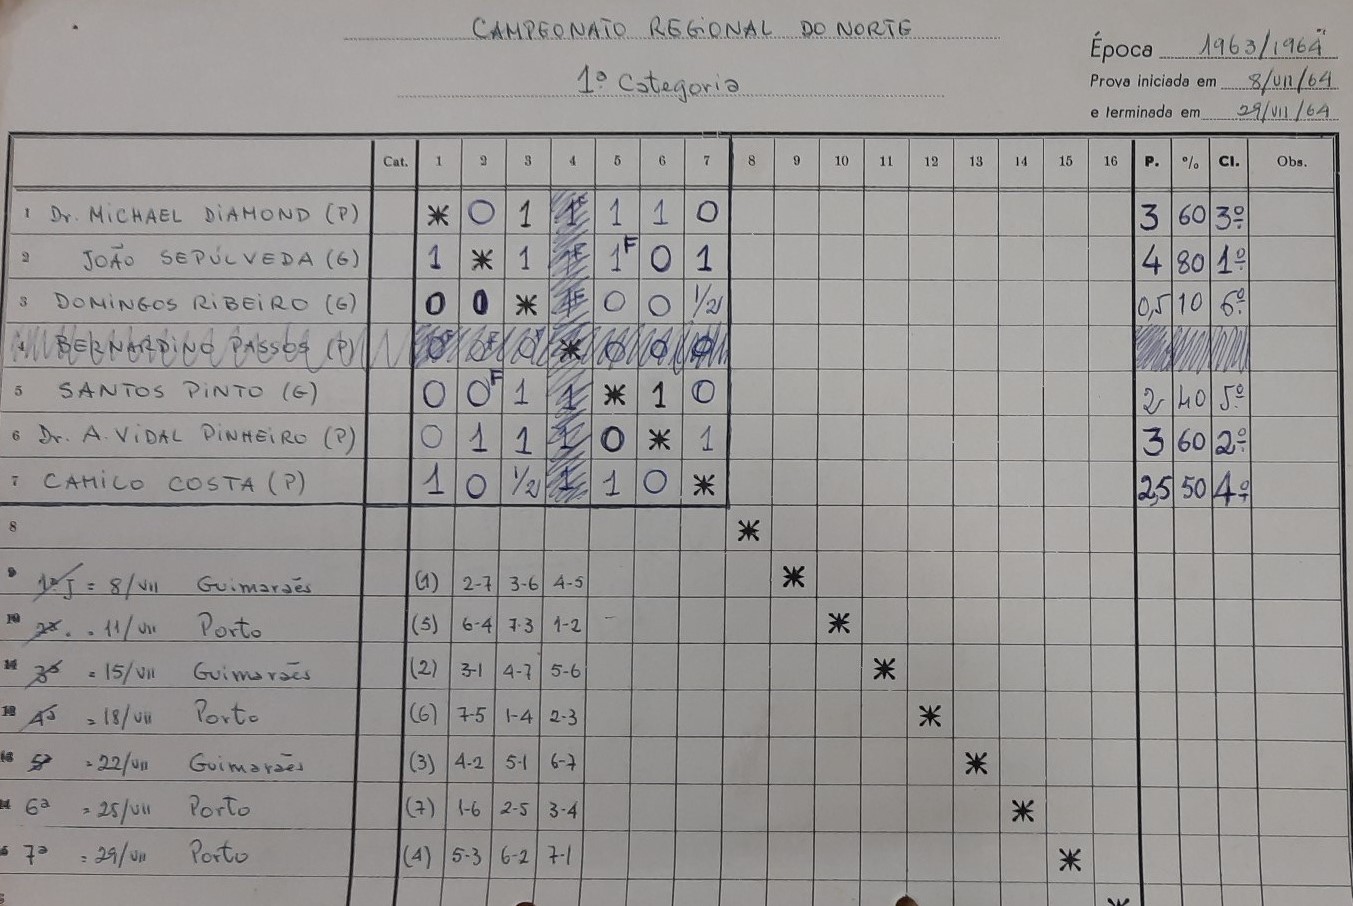 CAMPEONATO REGIONAL DO NORTE
1ª Categoria
Época 1963/1964
Prova iniciada em 8/VII/64
e terminada em 29/VII/64
Cat. 1 2 3 4 5 6 7 8 9 10 11 12 13 14 15 16 P. % Cl. Obs.
1 Dr. MICHAEL DIAMOND (P) * 0 1 1F 1 1 0 3 60 3º
2 JOÃO SEPÚLVEDA (G) 1 * 1 1F 1F 0 1 4 80 1º
3 DOMINGOS RIBEIRO (G) 0 0 * 1F 0 0 1/2 0,5 10 6º
4 BERNARDINO PASSOS (P) 0F 0F 0F * 0 0 0
5 SANTOS PINTO (G) 0 0F 1 1 * 1 0 2 40 5º
6 Dr. A. VIDAL PINHEIRO (P) 0 1 1 1 0 * 1 3 60 2º
7 CAMILO COSTA (P) 1 0 1/2 1 1 0 * 2,5 50 4º
8 *
9 1ª J = 8/VII Guimarães (1) 2-7 3-6 4-5 *
10 2ª. = 11/VII Porto (5) 6-4 7-3 1-2 *
11 3ª = 15/VII Guimarães (2) 3-1 4-7 5-6 *
12 4ª = 18/VII Porto (6) 7-5 1-4 2-3 *
13 5ª = 22/VII Guimarães (3) 4-2 5-1 6-7 *
14 6ª = 25/VII Porto (7) 1-6 2-5 3-4 *
7ª = 29/VII Porto (4) 5-3 6-2 7-1 *